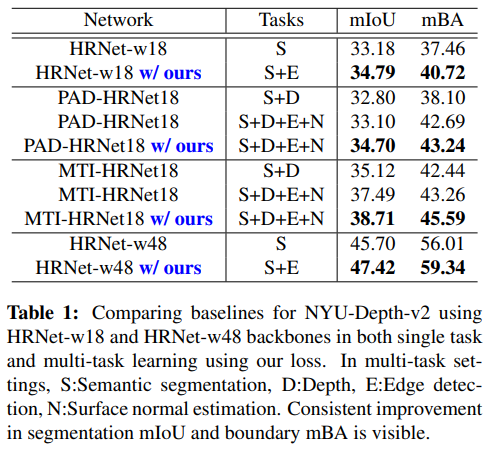 Network Tasks mIoU mBA
HRNet-w18 S 33.18 37.46
HRNet-w18 w/ ours S+E 34.79 40.72
PAD-HRNet18 S+D 32.80 38.10
PAD-HRNet18 S+D+E+N 33.10 42.69
PAD-HRNet18 w/ ours S+D+E+N 34.70 43.24
MTI-HRNet18 S+D 35.12 42.44
MTI-HRNet18 S+D+E+N 37.49 43.26
MTI-HRNet18 w/ ours S+D+E+N 38.71 45.59
HRNet-w48 S 45.70 56.01
HRNet-w48 w/ ours S+E 47.42 59.34
Table 1: Comparing baselines for NYU-Depth-v2 using
HRNet-w18 and HRNet-w48 backbones in both single task
and multi-task learning using our loss. In multi-task set-
tings, S:Semantic segmentation, D:Depth, E:Edge detec-
tion, N:Surface normal estimation. Consistent improvement
in segmentation mIoU and boundary mBA is visible.